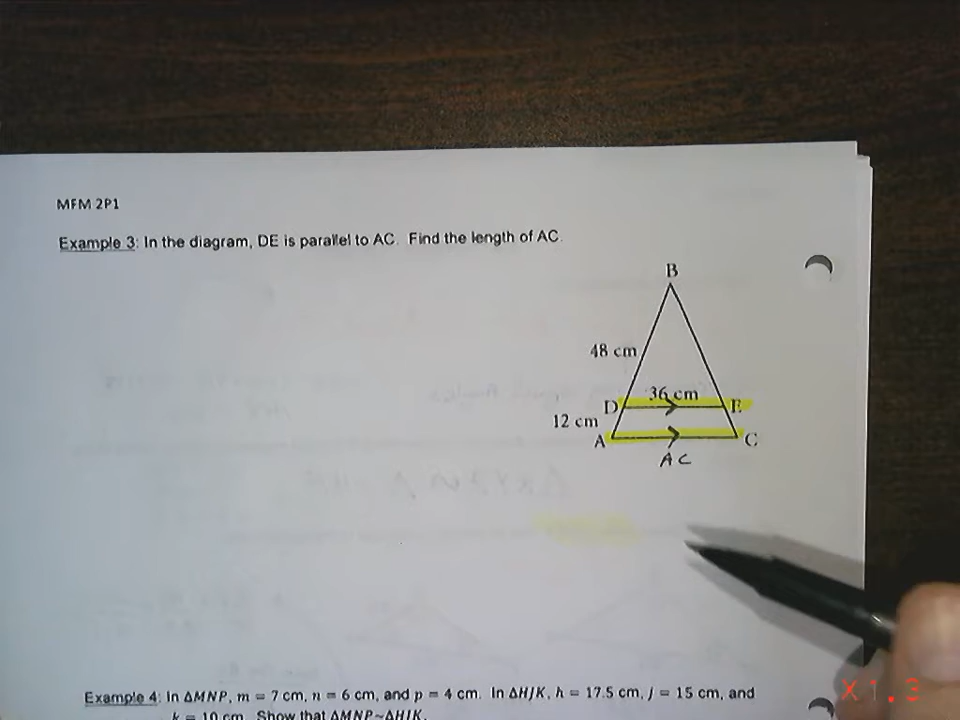 MFM 2P1
Example 3: In the diagram, DE is parallel to AC. Find the length of AC.
B
48 cm
36 cm
D
E
12 cm
A
C
AC
Example 4: In ΔMNP, m = 7 cm, n = 6 cm, and p = 4 cm. In ΔHJK, h = 17.5 cm, j = 15 cm, and
k = 10 cm. Show that ΔMNP~ΔHJK.
X1.3